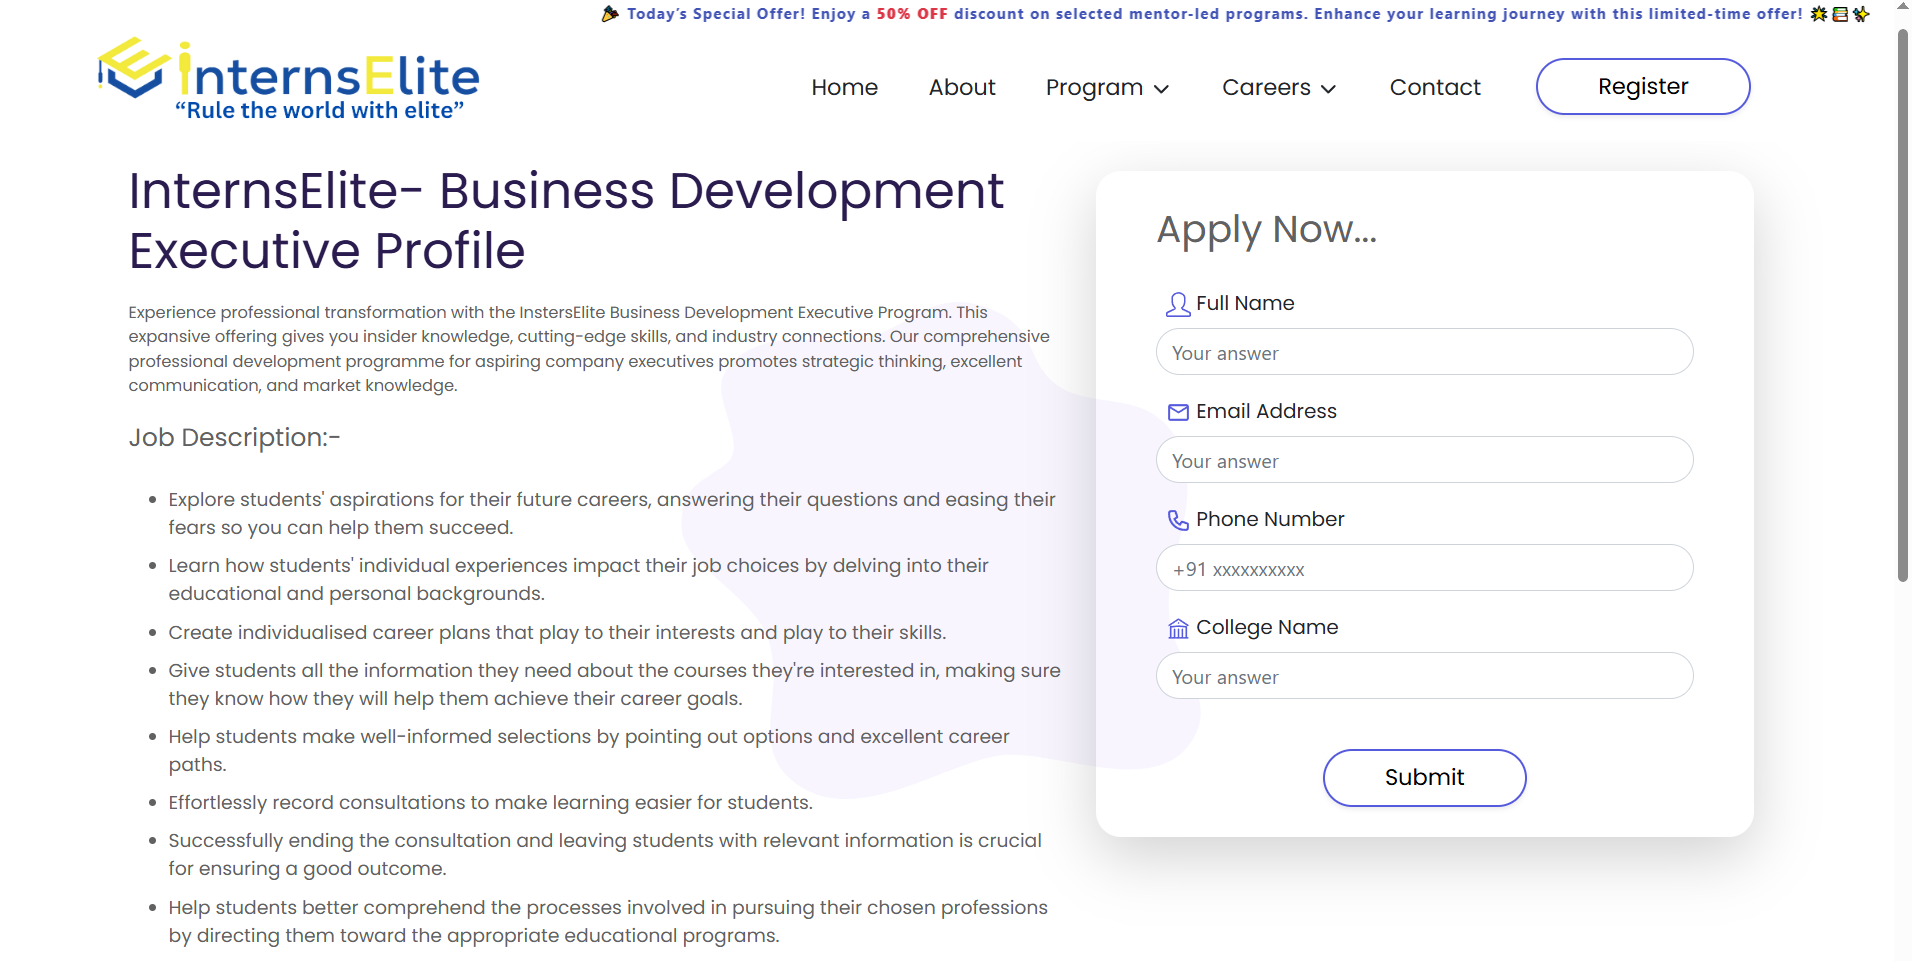 Today's Special Offer! Enjoy a 50% OFF discount on selected mentor-led programs. Enhance your learning journey with this limited-time offer!
internsElite
"Rule the world with elite"
Home
About
Program
Careers
Contact
Register
InternsElite- Business Development
Executive Profile
Experience professional transformation with the InstersElite Business Development Executive Program. This
expansive offering gives you insider knowledge, cutting-edge skills, and industry connections. Our comprehensive
professional development programme for aspiring company executives promotes strategic thinking, excellent
communication, and market knowledge.
Job Description:-
Explore students' aspirations for their future careers, answering their questions and easing their
fears so you can help them succeed.
Learn how students' individual experiences impact their job choices by delving into their
educational and personal backgrounds.
Create individualised career plans that play to their interests and play to their skills.
Give students all the information they need about the courses they're interested in, making sure
they know how they will help them achieve their career goals.
Help students make well-informed selections by pointing out options and excellent career
paths.
Effortlessly record consultations to make learning easier for students.
Successfully ending the consultation and leaving students with relevant information is crucial
for ensuring a good outcome.
Help students better comprehend the processes involved in pursuing their chosen professions
by directing them toward the appropriate educational programs.
Apply Now...
Full Name
Your answer
Email Address
Your answer
Phone Number
+91 xxxxxxxxxx
College Name
Your answer
Submit